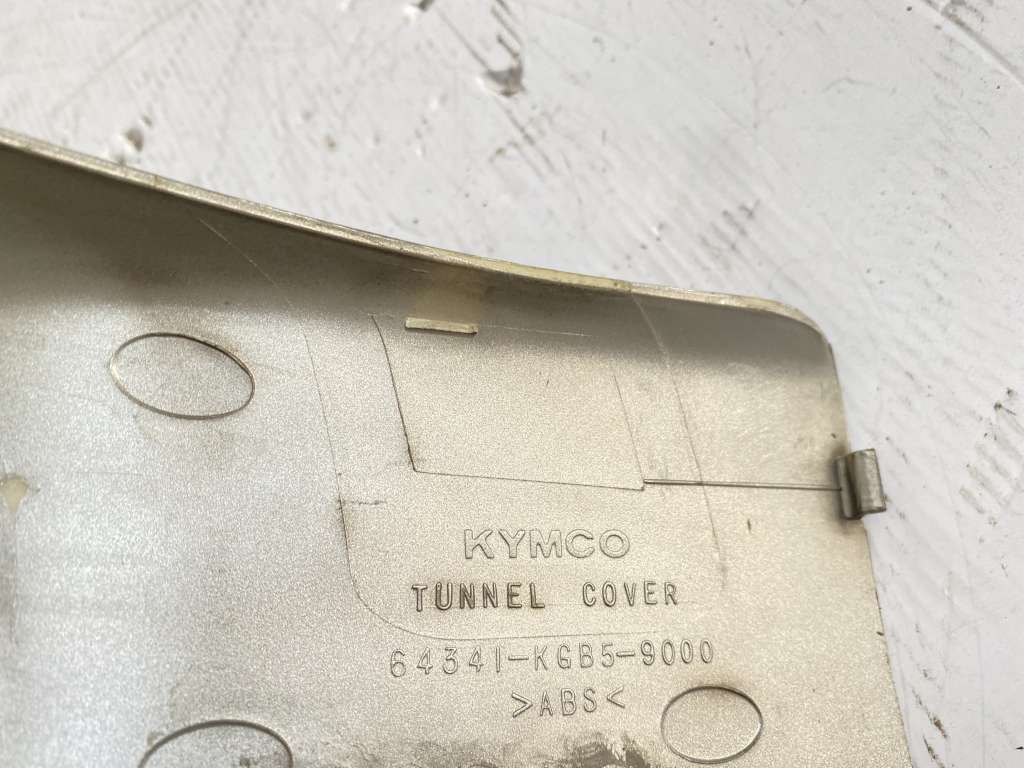 KYMCO
TUNNEL COVER
64341-KGB5-9000
>ABS<